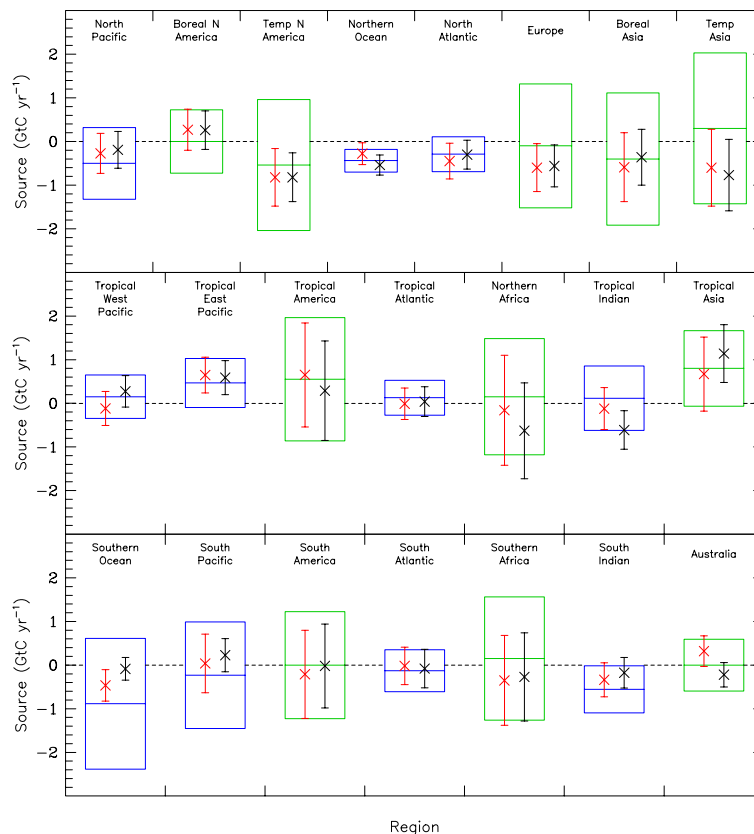 North Pacific
Boreal N America
Temp N America
Northern Ocean
North Atlantic
Europe
Boreal Asia
Temp Asia
2
1
0
−1
−2
Source (GtC yr−1)
Tropical West Pacific
Tropical East Pacific
Tropical America
Tropical Atlantic
Northern Africa
Tropical Indian
Tropical Asia
2
1
0
−1
−2
Source (GtC yr−1)
Southern Ocean
South Pacific
South America
South Atlantic
Southern Africa
South Indian
Australia
2
1
0
−1
−2
Source (GtC yr−1)
Region